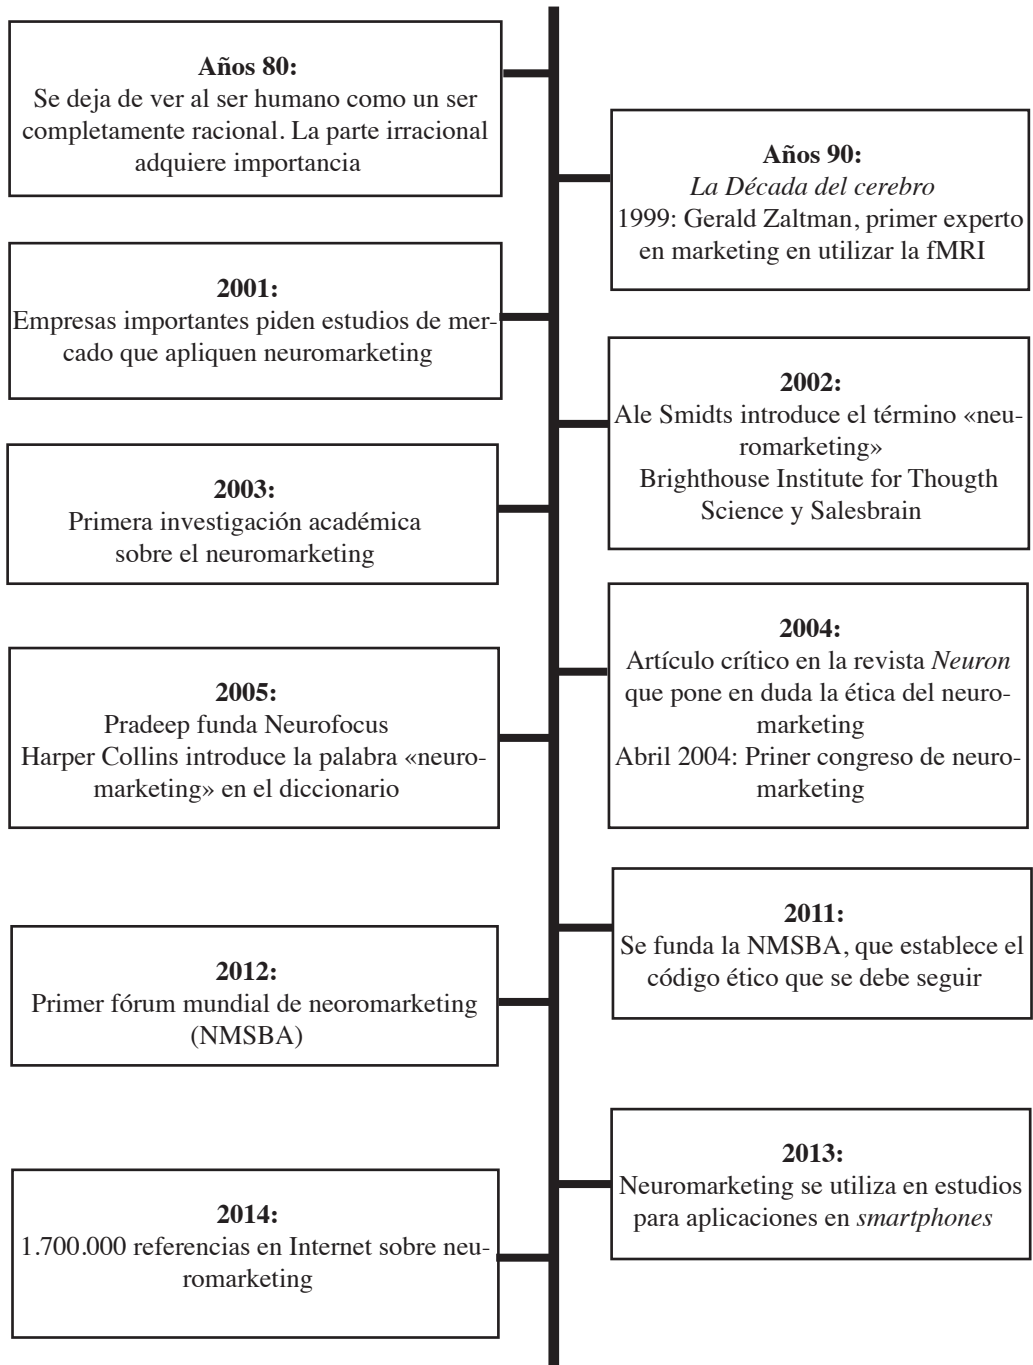 Años 80:
Se deja de ver al ser humano como un ser
completamente racional. La parte irracional
adquiere importancia
Años 90:
La Década del cerebro
1999: Gerald Zaltman, primer experto
en marketing en utilizar la fMRI
2001:
Empresas importantes piden estudios de mer-
cado que apliquen neuromarketing
2002:
Ale Smidts introduce el término «neu-
romarketing»
Brighthouse Institute for Thougth
Science y Salesbrain
2003:
Primera investigación académica
sobre el neuromarketing
2004:
Artículo crítico en la revista Neuron
que pone en duda la ética del neuro-
marketing
Abril 2004: Priner congreso de neuro-
marketing
2005:
Pradeep funda Neurofocus
Harper Collins introduce la palabra «neuro-
marketing» en el diccionario
2011:
Se funda la NMSBA, que establece el
código ético que se debe seguir
2012:
Primer fórum mundial de neoromarketing
(NMSBA)
2013:
Neuromarketing se utiliza en estudios
para aplicaciones en smartphones
2014:
1.700.000 referencias en Internet sobre neu-
romarketing